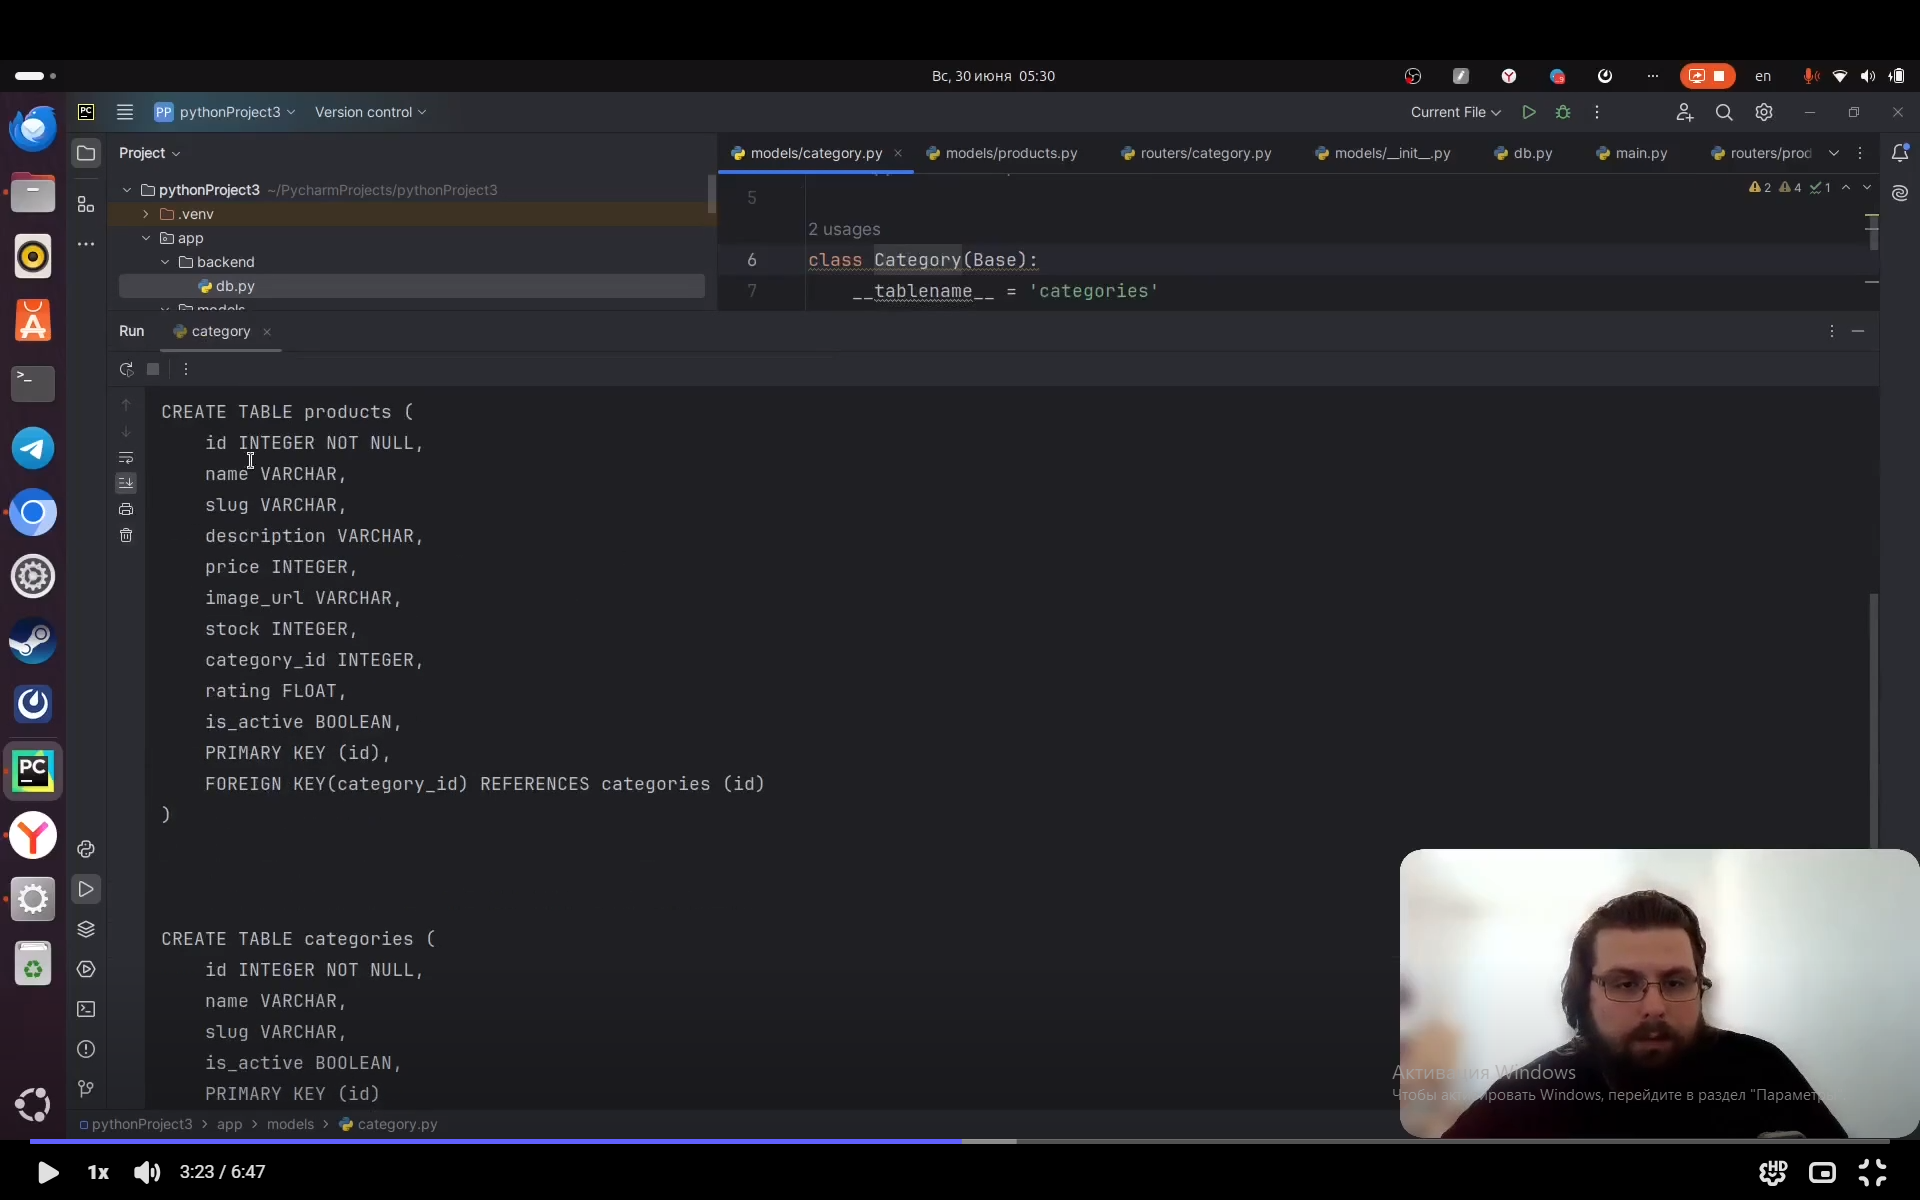 Вс, 30 июня 05:30
en
PC
PP pythonProject3
Version control
Current File
Project
models/category.py
models/products.py
routers/category.py
models/__init__.py
db.py
main.py
routers/prod
pythonProject3 ~/PycharmProjects/pythonProject3
.venv
app
backend
db.py
models
2 4 1
5
2 usages
6 class Category(Base):
7 __tablename__ = 'categories'
Run category
CREATE TABLE products (
id INTEGER NOT NULL,
name VARCHAR,
slug VARCHAR,
description VARCHAR,
price INTEGER,
image_url VARCHAR,
stock INTEGER,
category_id INTEGER,
rating FLOAT,
is_active BOOLEAN,
PRIMARY KEY (id),
FOREIGN KEY(category_id) REFERENCES categories (id)
)
CREATE TABLE categories (
id INTEGER NOT NULL,
name VARCHAR,
slug VARCHAR,
is_active BOOLEAN,
PRIMARY KEY (id)
PC
Активация Windows
Чтобы активировать Windows, перейдите в раздел "Параметры
pythonProject3 > app > models > category.py
1x 3:23 / 6:47
HD